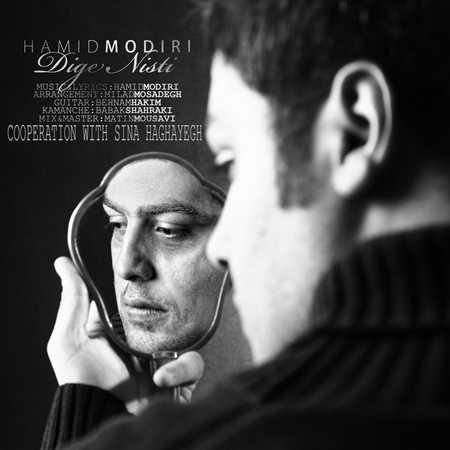 HAMIDMODIRI
Dige Nisti
MUSIC&LYRICS:HAMIDMODIRI
ARRANGEMENT:MILADMOSADEGH
GUITAR:BEHNAMHAKIM
KAMANCHE:BABAKSHAHRAKI
MIX&MASTER:MATINMOUSAVI
COOPERATION WITH SINA HAGHAYEGH